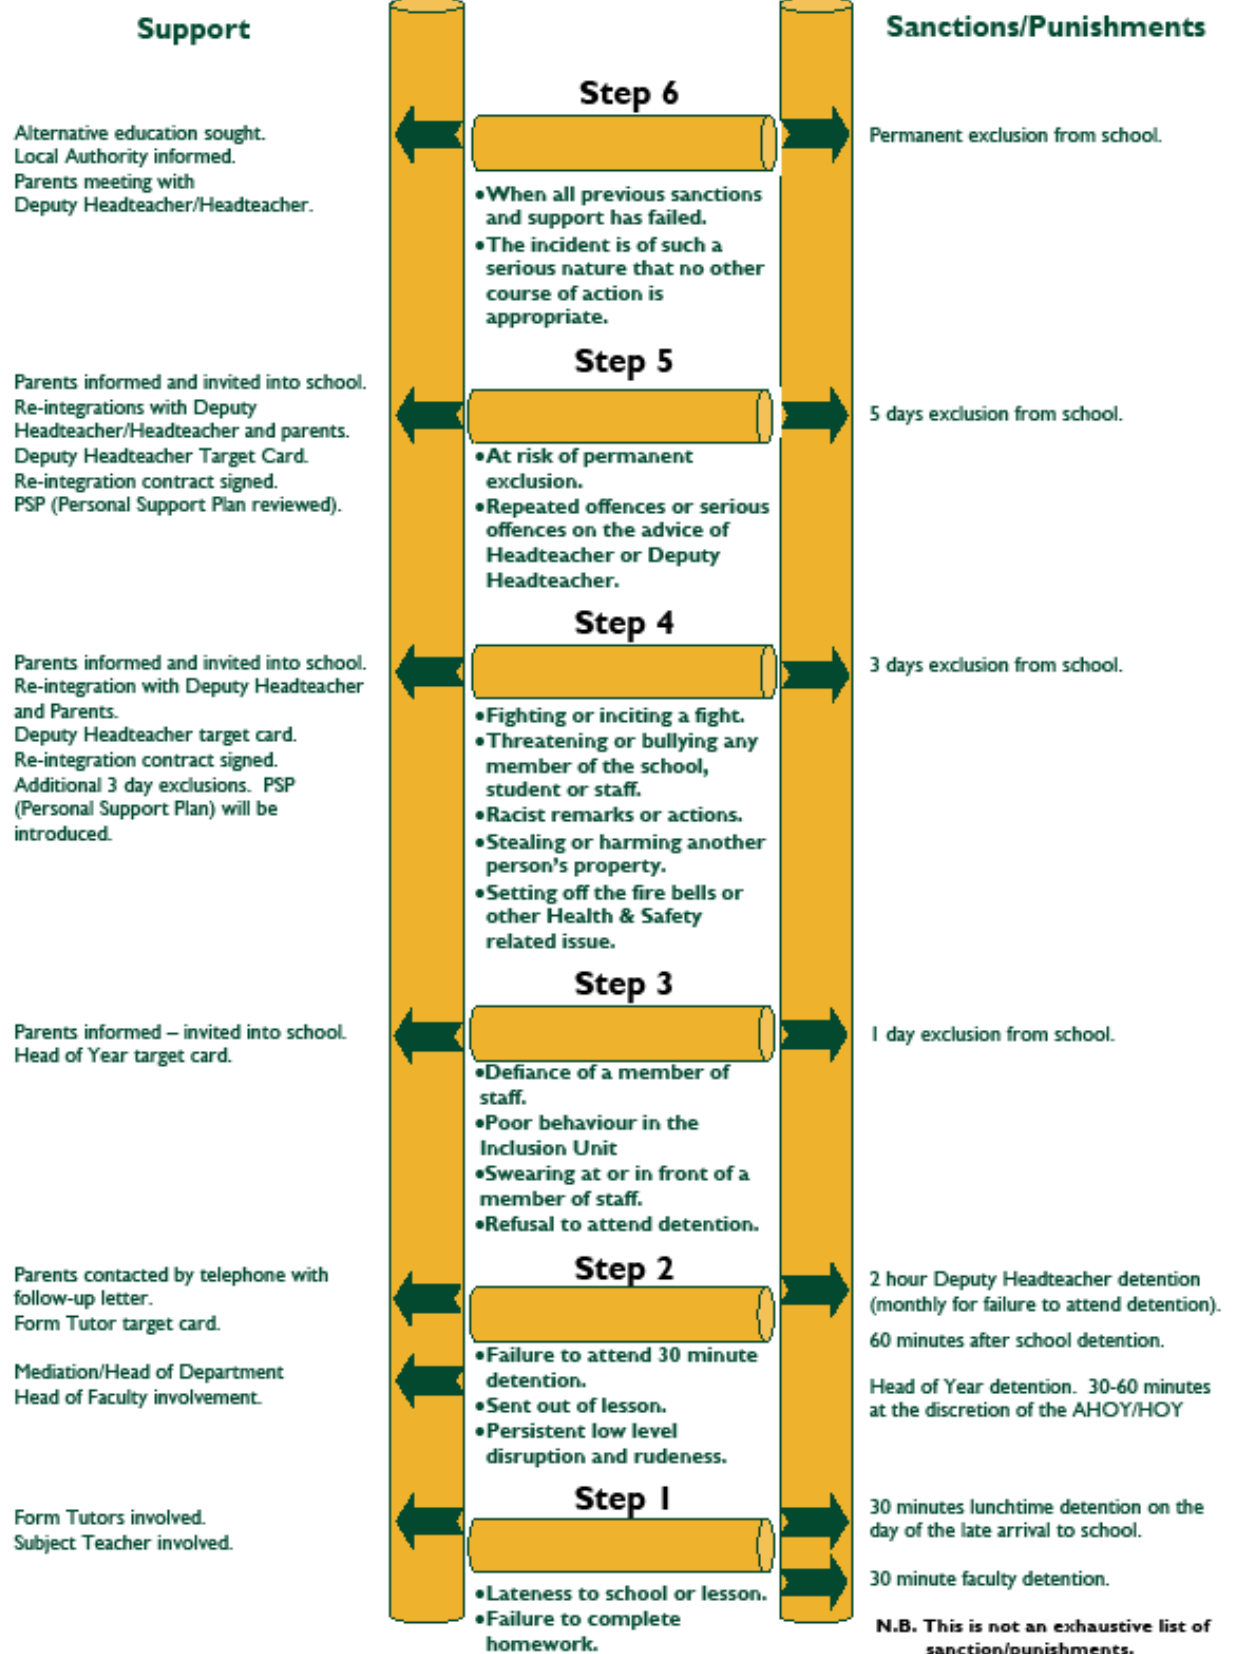 Support
Sanctions/Punishments
Step 6
Alternative education sought.
Local Authority informed.
Parents meeting with
Deputy Headteacher/Headteacher.
Permanent exclusion from school.
•When all previous sanctions
and support has failed.
•The incident is of such a
serious nature that no other
course of action is
appropriate.
Step 5
Parents informed and invited into school.
Re-integrations with Deputy
Headteacher/Headteacher and parents.
Deputy Headteacher Target Card.
Re-integration contract signed.
PSP (Personal Support Plan reviewed).
5 days exclusion from school.
•At risk of permanent
exclusion.
•Repeated offences or serious
offences on the advice of
Headteacher or Deputy
Headteacher.
Step 4
Parents informed and invited into school.
Re-integration with Deputy Headteacher
and Parents.
Deputy Headteacher target card.
Re-integration contract signed.
Additional 3 day exclusions.  PSP
(Personal Support Plan) will be
introduced.
3 days exclusion from school.
•Fighting or inciting a fight.
•Threatening or bullying any
member of the school,
student or staff.
•Racist remarks or actions.
•Stealing or harming another
person's property.
•Setting off the fire bells or
other Health & Safety
related issue.
Step 3
Parents informed – invited into school.
Head of Year target card.
1 day exclusion from school.
•Defiance of a member of
staff.
•Poor behaviour in the
Inclusion Unit
•Swearing at or in front of a
member of staff.
•Refusal to attend detention.
Step 2
Parents contacted by telephone with
follow-up letter.
Form Tutor target card.
Mediation/Head of Department
Head of Faculty involvement.
2 hour Deputy Headteacher detention
(monthly for failure to attend detention).
60 minutes after school detention.
Head of Year detention.  30-60 minutes
at the discretion of the AHOY/HOY
•Failure to attend 30 minute
detention.
•Sent out of lesson.
•Persistent low level
disruption and rudeness.
Step 1
Form Tutors involved.
Subject Teacher involved.
30 minutes lunchtime detention on the
day of the late arrival to school.
30 minute faculty detention.
•Lateness to school or lesson.
•Failure to complete
homework.
N.B. This is not an exhaustive list of
sanction/punishments.